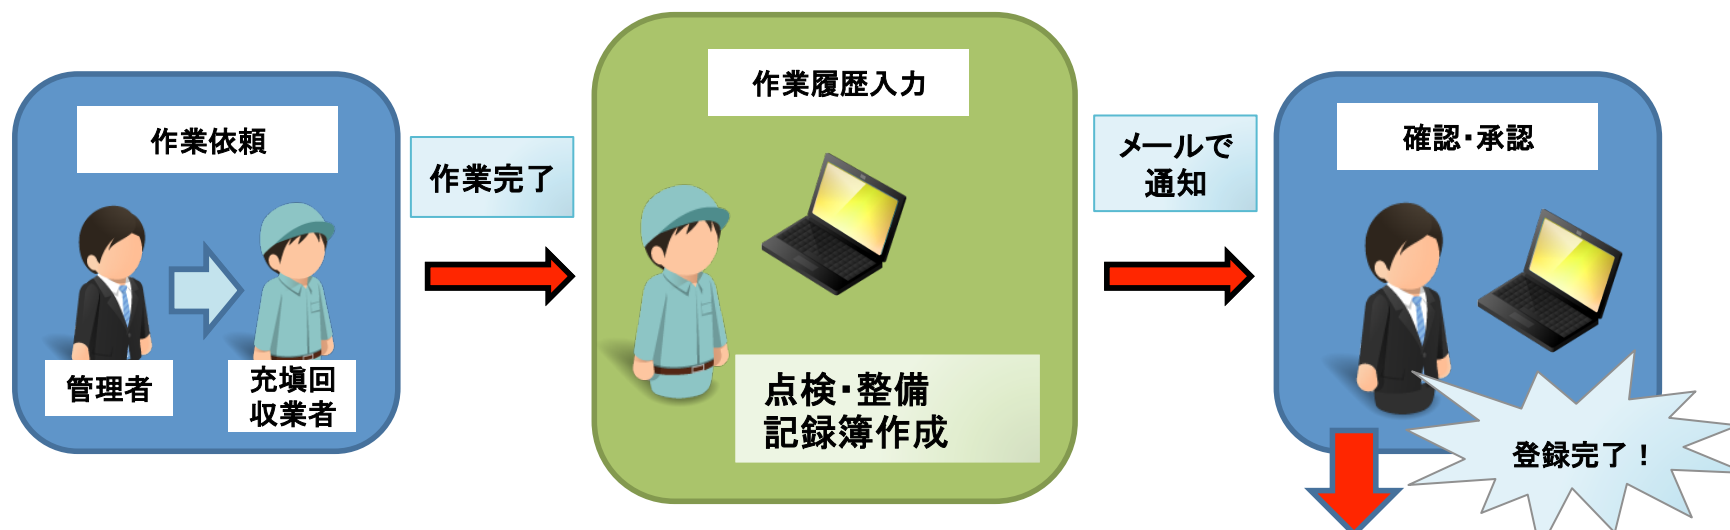 作業依頼
管理者
充塡回
収業者
作業完了
作業履歴入力
点検・整備
記録簿作成
メールで
通知
確認・承認
登録完了！